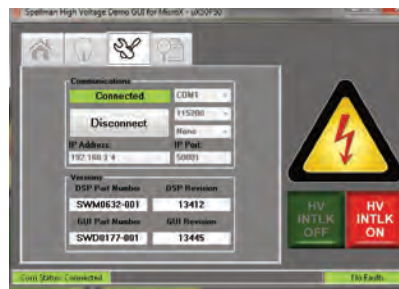 Spellman High Voltage Demo GUI for MicroX - uX50P50
Communications
Connected
COM1
115200
Disconnect
None
IP Address:
IP Port:
192.168.1.4
50001
Versions
DSP Part Number
DSP Revision
SWM0632-001
13412
GUI Part Number
GUI Revision
SWD0177-001
13445
HV
INTLK
OFF
HV
INTLK
ON
Com Status: Connected
No Faults